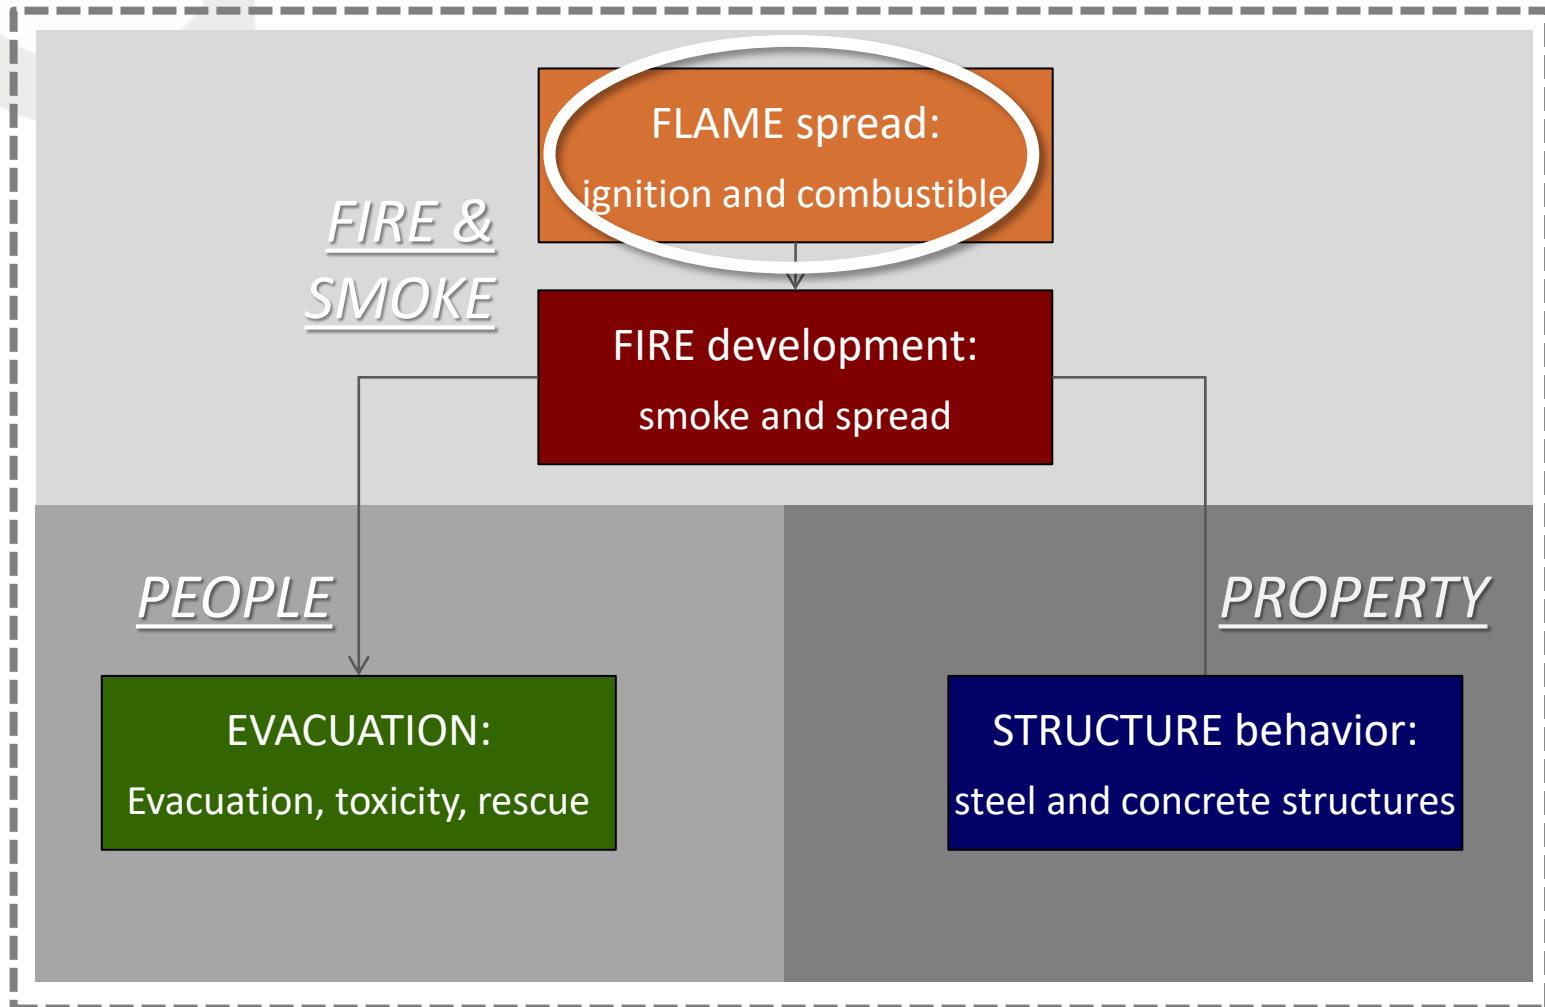 FLAME spread:
ignition and combustible
FIRE &
SMOKE
FIRE development:
smoke and spread
PEOPLE
PROPERTY
EVACUATION:
Evacuation, toxicity, rescue
STRUCTURE behavior:
steel and concrete structures